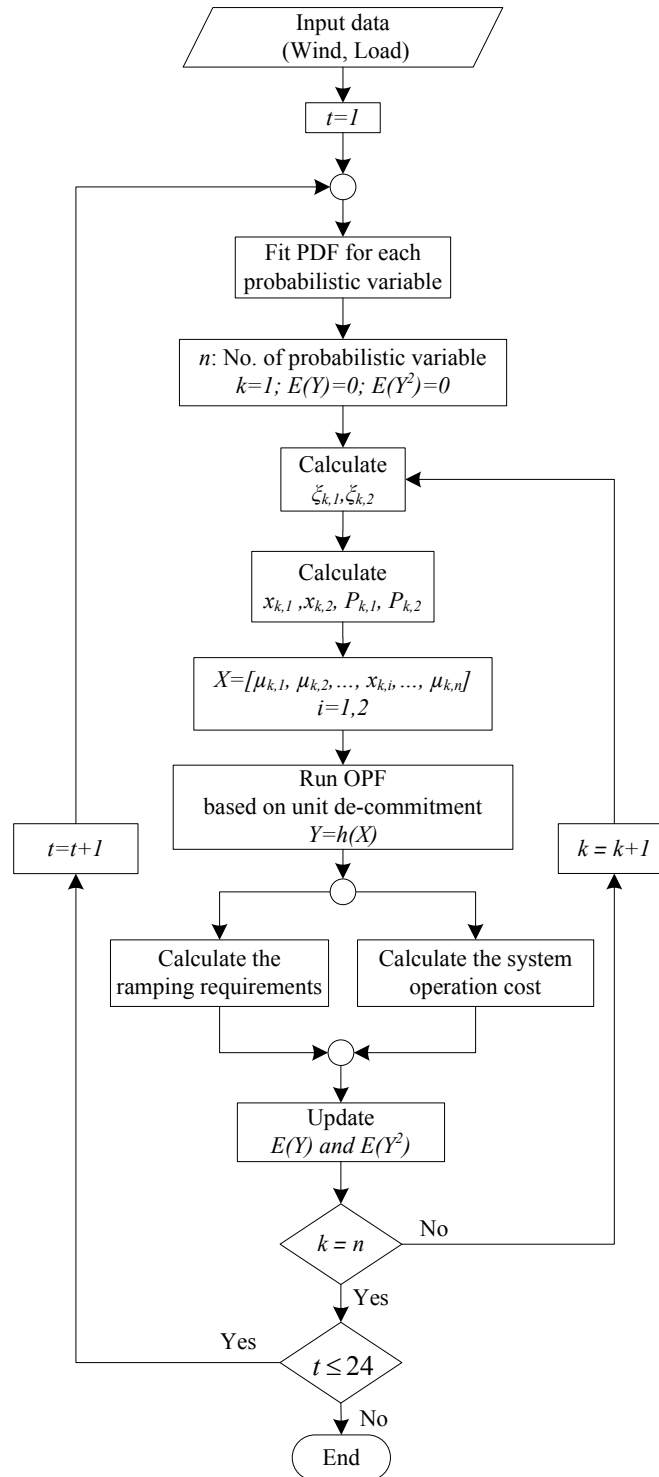 Input data
(Wind, Load)
t=1
Fit PDF for each
probabilistic variable
n: No. of probabilistic variable
k=1; E(Y)=0; E(Y²)=0
Calculate
ξk,1,ξk,2
Calculate
xk,1 ,xk,2, Pk,1, Pk,2
X=[μk,1, μk,2,..., xk,i,..., μk,n]
i=1,2
Run OPF
based on unit de-commitment
Y=h(X)
t=t+1
k = k+1
Calculate the
ramping requirements
Calculate the system
operation cost
Update
E(Y) and E(Y²)
k = n
No
Yes
Yes
t ≤ 24
No
End